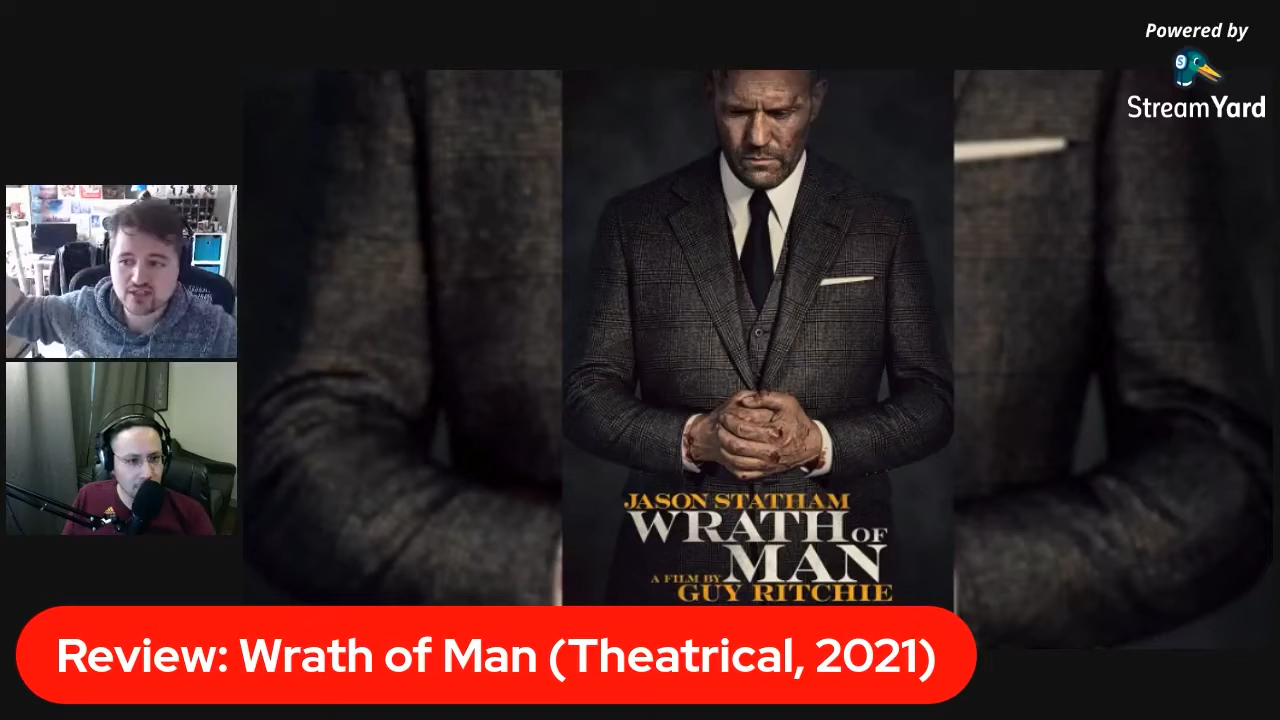 Powered by
StreamYard
JASON STATHAM
WRATH OF
MAN
A FILM BY
GUY RITCHIE
Review: Wrath of Man (Theatrical, 2021)